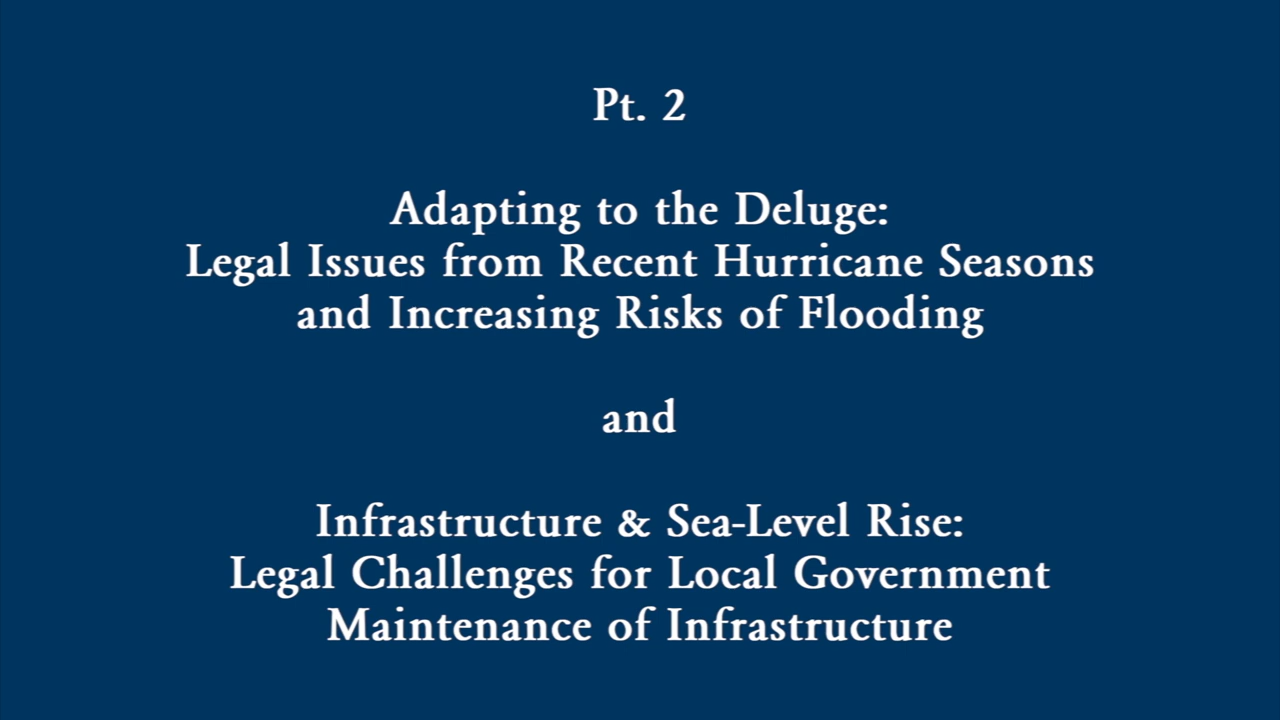 Pt. 2
Adapting to the Deluge:
Legal Issues from Recent Hurricane Seasons
and Increasing Risks of Flooding
and
Infrastructure & Sea-Level Rise:
Legal Challenges for Local Government
Maintenance of Infrastructure